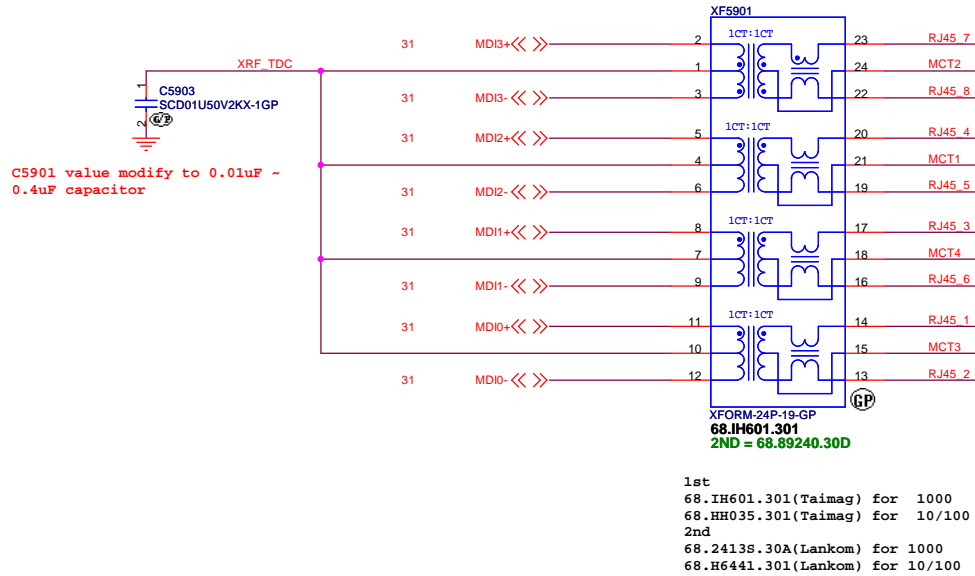 XF5901
1CT:1CT
31 MDI3+ 2 23 RJ45_7
XRF_TDC 1 24 MCT2
31 MDI3- 3 22 RJ45_8
1
C5903
SCD01U50V2KX-1GP
2 G/P
C5901 value modify to 0.01uF ~
0.4uF capacitor
1CT:1CT
31 MDI2+ 5 20 RJ45_4
4 21 MCT1
31 MDI2- 6 19 RJ45_5
1CT:1CT
31 MDI1+ 8 17 RJ45_3
7 18 MCT4
31 MDI1- 9 16 RJ45_6
1CT:1CT
31 MDI0+ 11 14 RJ45_1
10 15 MCT3
31 MDI0- 12 13 RJ45_2
GP
XFORM-24P-19-GP
68.IH601.301
2ND = 68.89240.30D
1st
68.IH601.301(Taimag) for 1000
68.HH035.301(Taimag) for 10/100
2nd
68.2413S.30A(Lankom) for 1000
68.H6441.301(Lankom) for 10/100